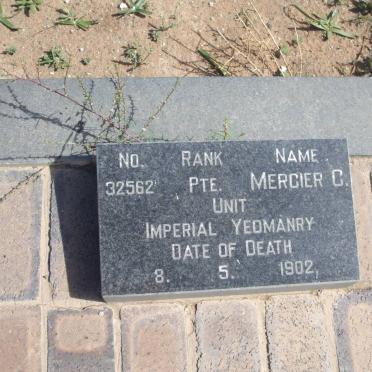 No. RANK NAME
32562 PTE. MERCIER C.
UNIT
IMPERIAL YEOMANRY
DATE OF DEATH
8. 5. 1902.